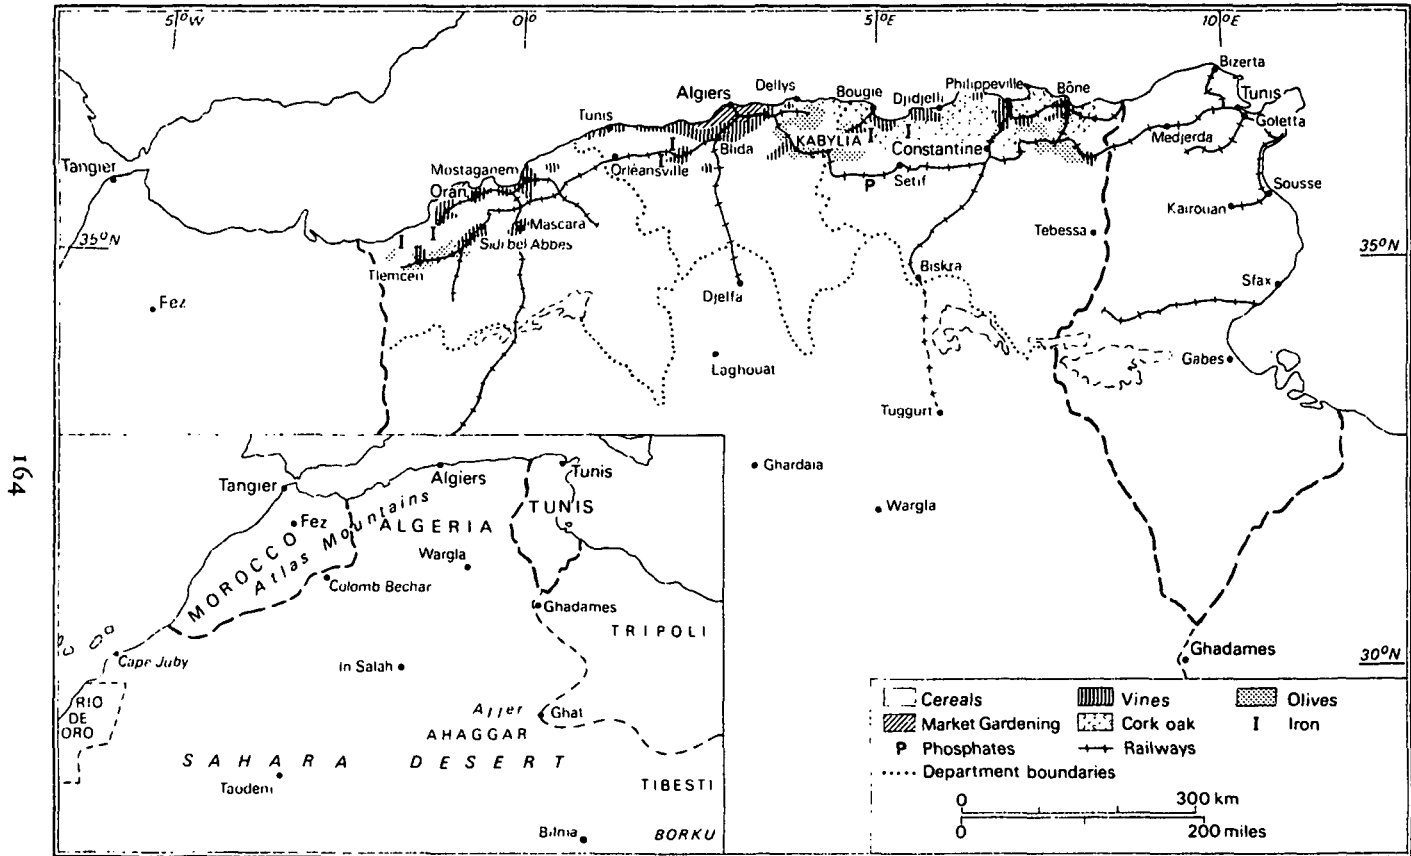 5°W
0°
5°E
10°E
Bizerta
Tunis
Goletta
Philippeville
Bône
Dellys
Bougie
Djidjelli
Algiers
Tunis
KABYLIA
Constantine
Medjerda
Blida
Orléansville
Setif
P
Tangier
Mostaganem
Oran
Mascara
Sidi bel Abbes
Tlemcen
Sousse
Kairouan
35°N
35°N
Tebessa
Biskra
Djelfa
Sfax
Fez
Laghouat
Gabes
Tuggurt
Ghardaia
Wargla
Ghadames
30°N
164
Tangier
Algiers
Tunis
TUNIS
Fez
MOROCCO
Atlas Mountains
ALGERIA
Wargla
Colomb Bechar
Ghadames
TRIPOLI
Cape Juby
In Salah
RIO
DE
ORO
Ghat
AHAGGAR
SAHARA DESERT
Taodeni
TIBESTI
Bilma
BORKU
Cereals
Vines
Olives
Market Gardening
Cork oak
I Iron
P Phosphates
Railways
Department boundaries
0 300 km
0 200 miles